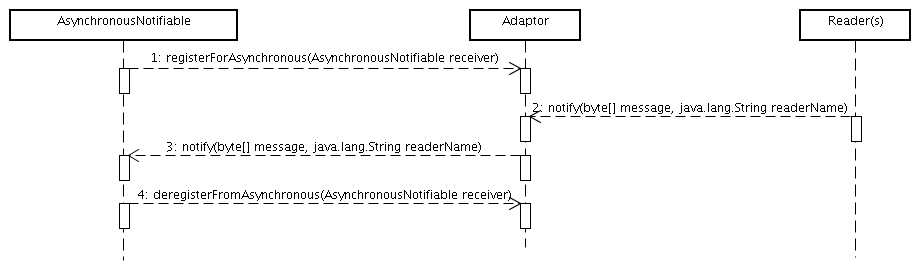 AsynchronousNotifiable
Adaptor
Reader(s)
1: registerForAsynchronous(AsynchronousNotifiable receiver)
2: notify(byte[] message, java.lang.String readerName)
3: notify(byte[] message, java.lang.String readerName)
4: deregisterFromAsynchronous(AsynchronousNotifiable receiver)